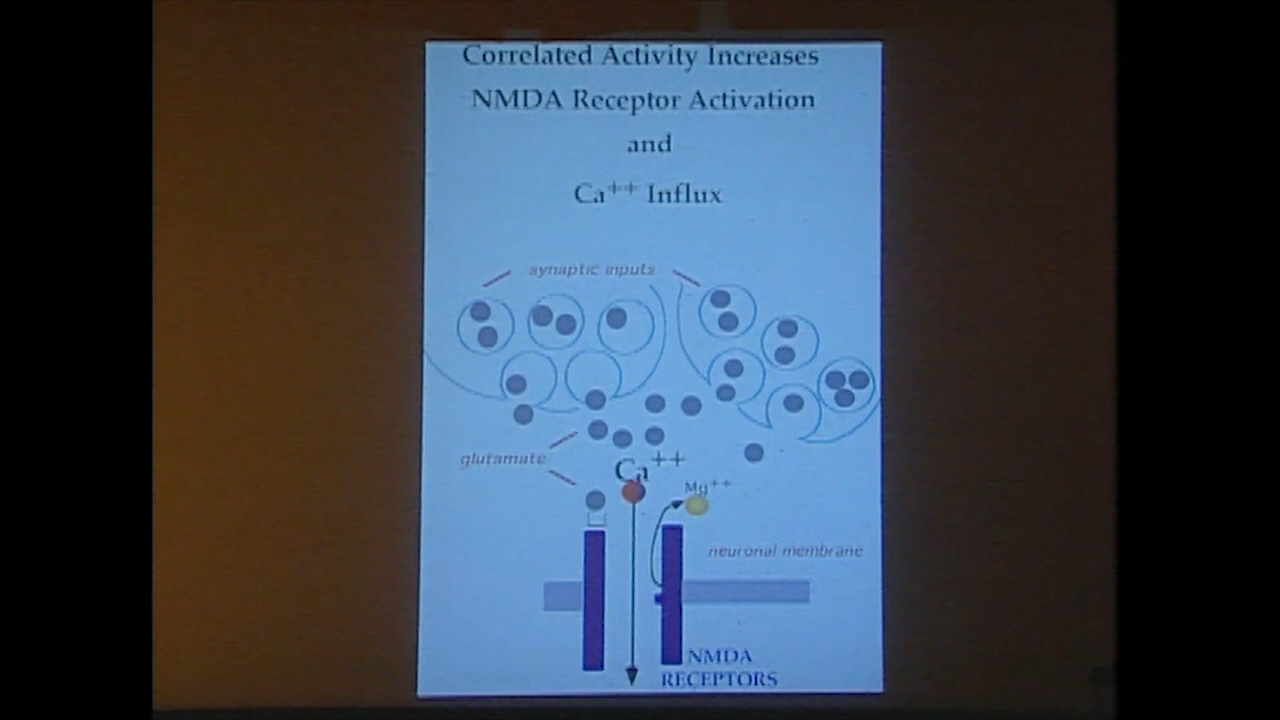 Correlated Activity Increases
NMDA Receptor Activation
and
Ca++ Influx
synaptic inputs
glutamate
Ca++
Mg++
neuronal membrane
NMDA
RECEPTORS